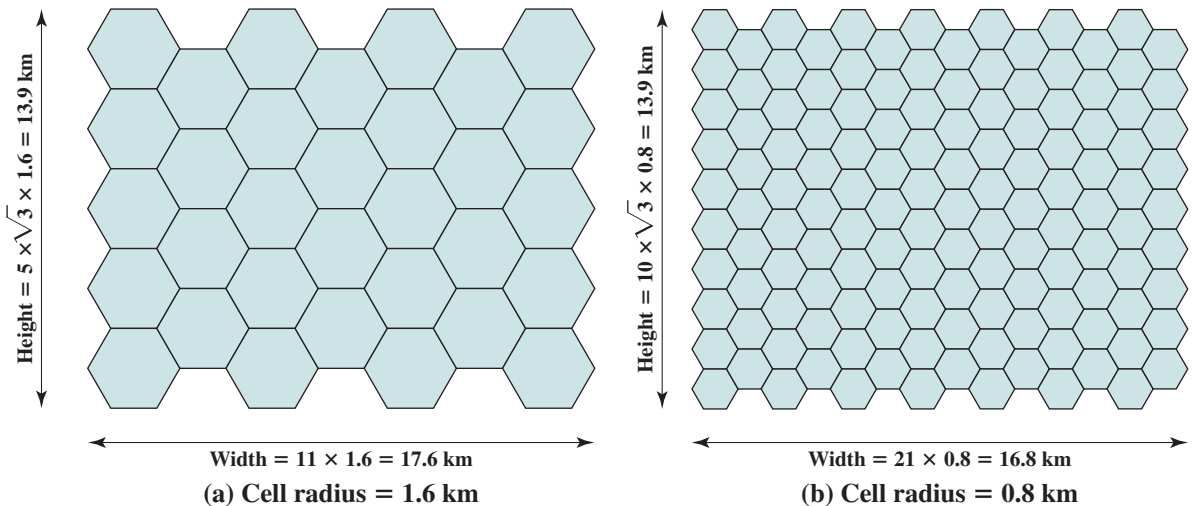 Height = 5 × √3 × 1.6 = 13.9 km
Width = 11 × 1.6 = 17.6 km
(a) Cell radius = 1.6 km
Height = 10 × √3 × 0.8 = 13.9 km
Width = 21 × 0.8 = 16.8 km
(b) Cell radius = 0.8 km